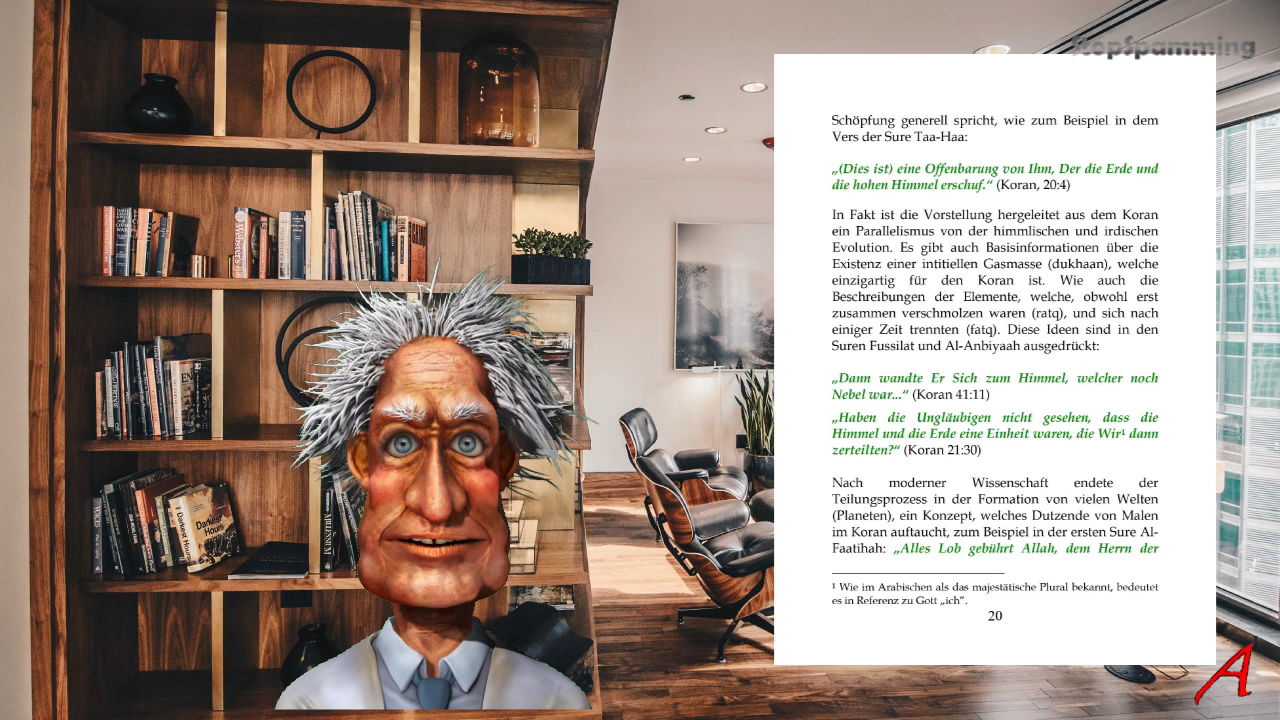 StopSpamming
Schöpfung generell spricht, wie zum Beispiel in dem
Vers der Sure Taa-Haa:
„(Dies ist) eine Offenbarung von Ihm, Der die Erde und
die hohen Himmel erschuf.“ (Koran, 20:4)
In Fakt ist die Vorstellung hergeleitet aus dem Koran
ein Parallelismus von der himmlischen und irdischen
Evolution. Es gibt auch Basisinformationen über die
Existenz einer intitiellen Gasmasse (dukhaan), welche
einzigartig für den Koran ist. Wie auch die
Beschreibungen der Elemente, welche, obwohl erst
zusammen verschmolzen waren (ratq), und sich nach
einiger Zeit trennten (fatq). Diese Ideen sind in den
Suren Fussilat und Al-Anbiyaah ausgedrückt:
„Dann wandte Er Sich zum Himmel, welcher noch
Nebel war...“ (Koran 41:11)
„Haben die Ungläubigen nicht gesehen, dass die
Himmel und die Erde eine Einheit waren, die Wir¹ dann
zerteilten?“ (Koran 21:30)
Nach moderner Wissenschaft endete der
Teilungsprozess in der Formation von vielen Welten
(Planeten), ein Konzept, welches Dutzende von Malen
im Koran auftaucht, zum Beispiel in der ersten Sure Al-
Faatihah: „Alles Lob gebührt Allah, dem Herrn der
¹ Wie im Arabischen als das majestätische Plural bekannt, bedeutet
es in Referenz zu Gott „ich“.
20
Darkest
Hours
A